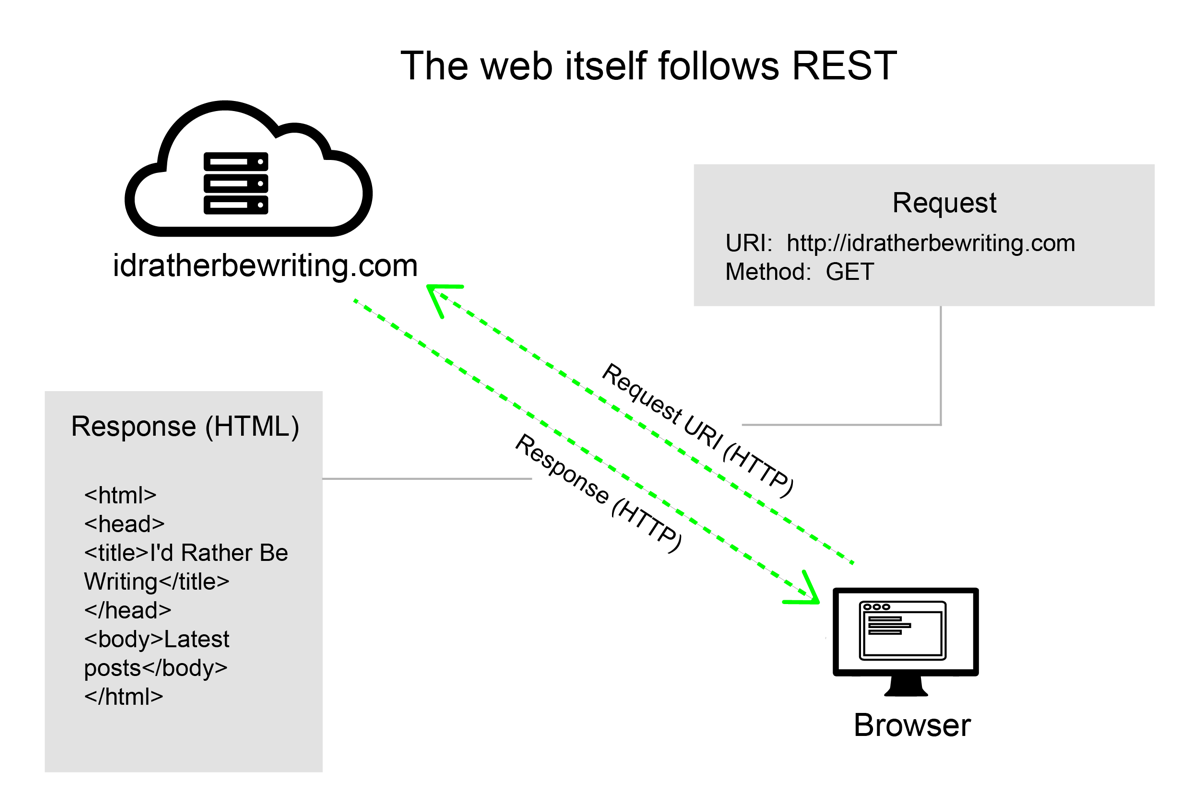 The web itself follows REST
idratherbewriting.com
Request
URI:  http://idratherbewriting.com
Method:  GET
Request URI (HTTP)
Response (HTTP)
Response (HTML)
<html>
<head>
<title>I'd Rather Be
Writing</title>
</head>
<body>Latest
posts</body>
</html>
Browser